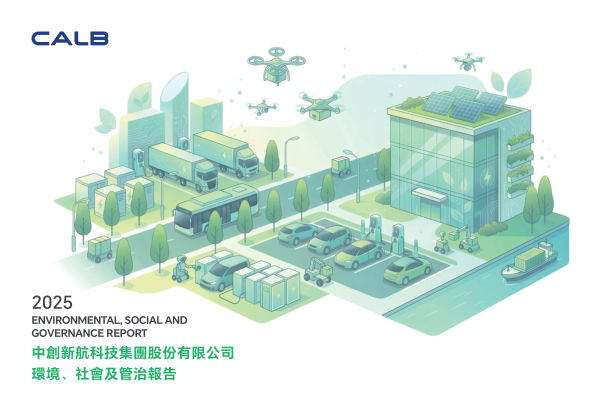 CALB
2025
ENVIRONMENTAL, SOCIAL AND
GOVERNANCE REPORT
中創新航科技集團股份有限公司
環境、社會及管治報告